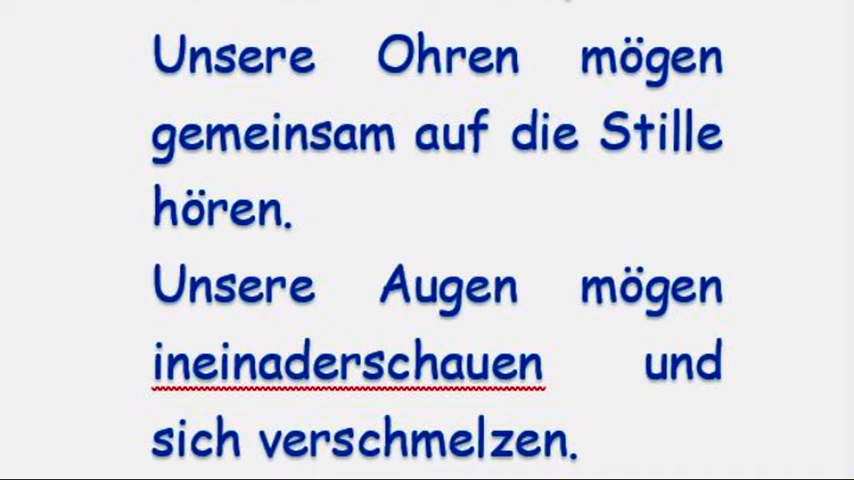 Unsere Ohren mögen
gemeinsam auf die Stille
hören.
Unsere Augen mögen
ineinaderschauen und
sich verschmelzen.